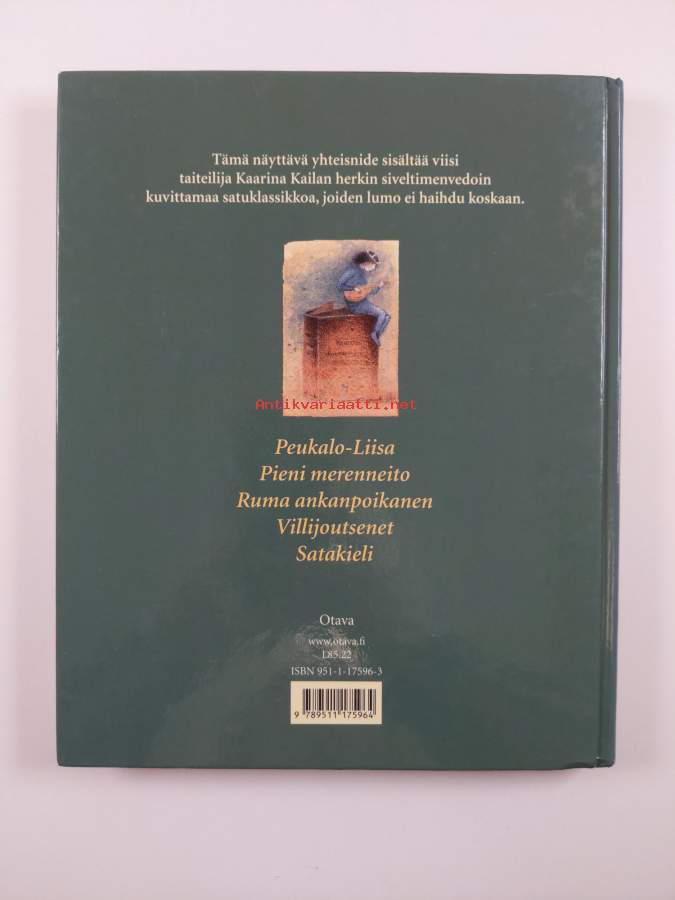 Tämä näyttävä yhteisnide sisältää viisi
taiteilija Kaarina Kailan herkin siveltimenvedoin
kuvittamaa satuklassikkoa, joiden lumo ei haihdu koskaan.
Antikvariaatti.net
Peukalo-Liisa
Pieni merenneito
Ruma ankanpoikanen
Villijoutsenet
Satakieli
Otava
www.otava.fi
L85.22
ISBN 951-1-17596-3
9 789511 175964